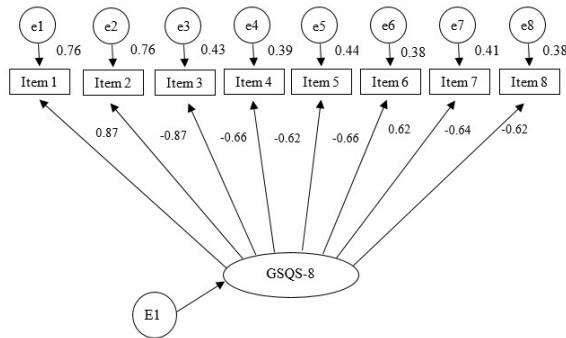 e1 e2 e3 e4 e5 e6 e7 e8
0.76 0.76 0.43 0.39 0.44 0.38 0.41 0.38
Item 1 Item 2 Item 3 Item 4 Item 5 Item 6 Item 7 Item 8
0.87 -0.87 -0.66 -0.62 -0.66 0.62 -0.64 -0.62
GSQS-8
E1